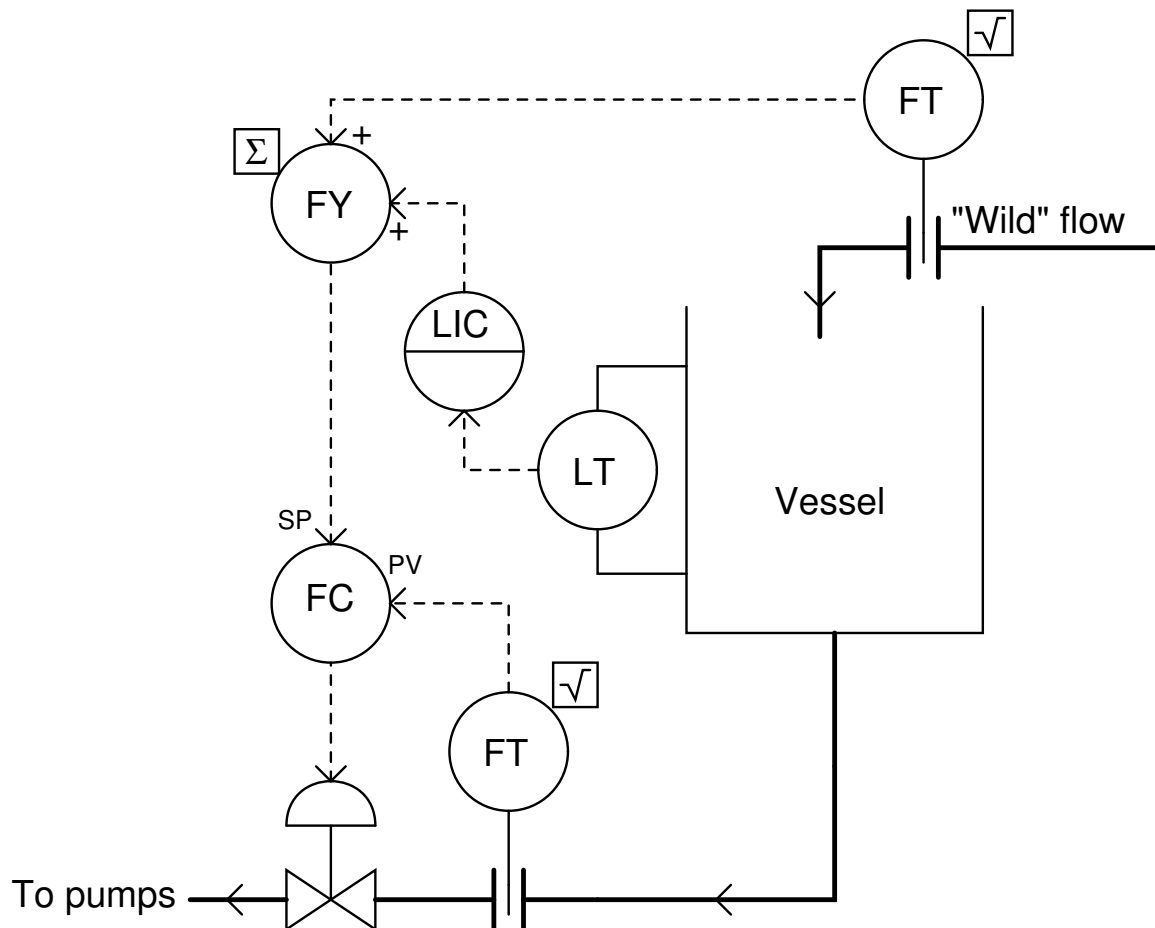 √
FT
+
Σ
FY
"Wild" flow
+
LIC
LT
Vessel
SP
PV
FC
√
FT
To pumps